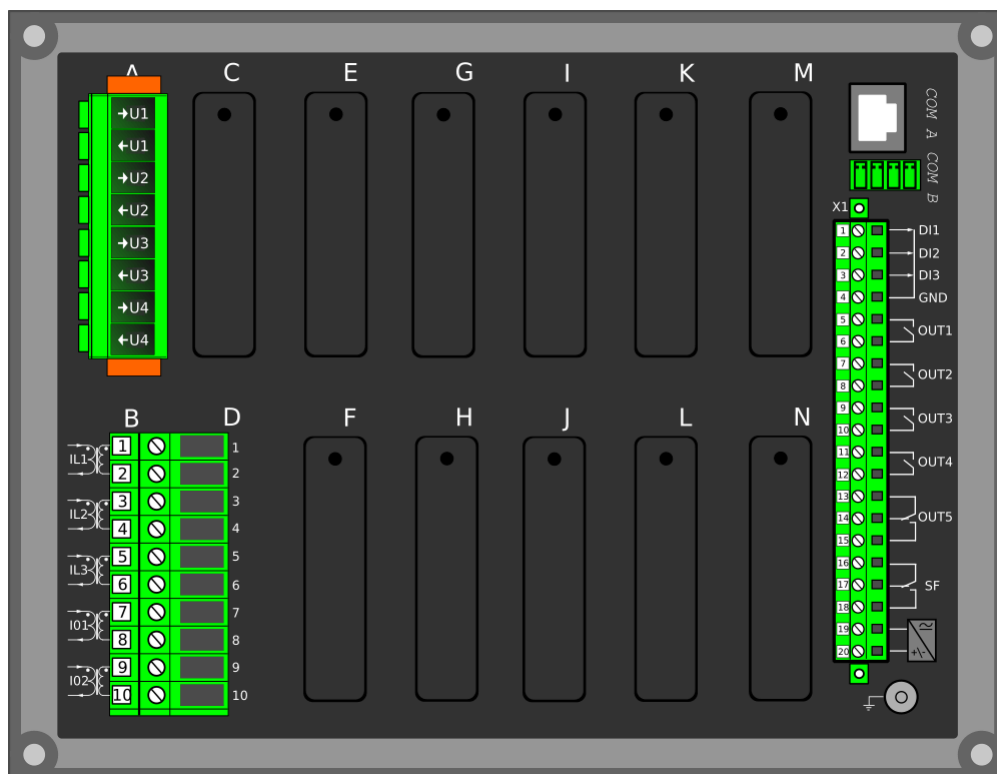 A C E G I K M
→U1
←U1
→U2
←U2
→U3
←U3
→U4
←U4
COM A
COM B
X1
1 DI1
2 DI2
3 DI3
4 GND
5
OUT1
6
7
OUT2
8
9
OUT3
10
11
OUT4
12
13
14 OUT5
15
16
17 SF
18
19 ≃
20 +/-
B D F H J L N
1 1
IL1
2 2
3 3
IL2
4 4
5 5
IL3
6 6
7 7
I01
8 8
9 9
I02
10 10